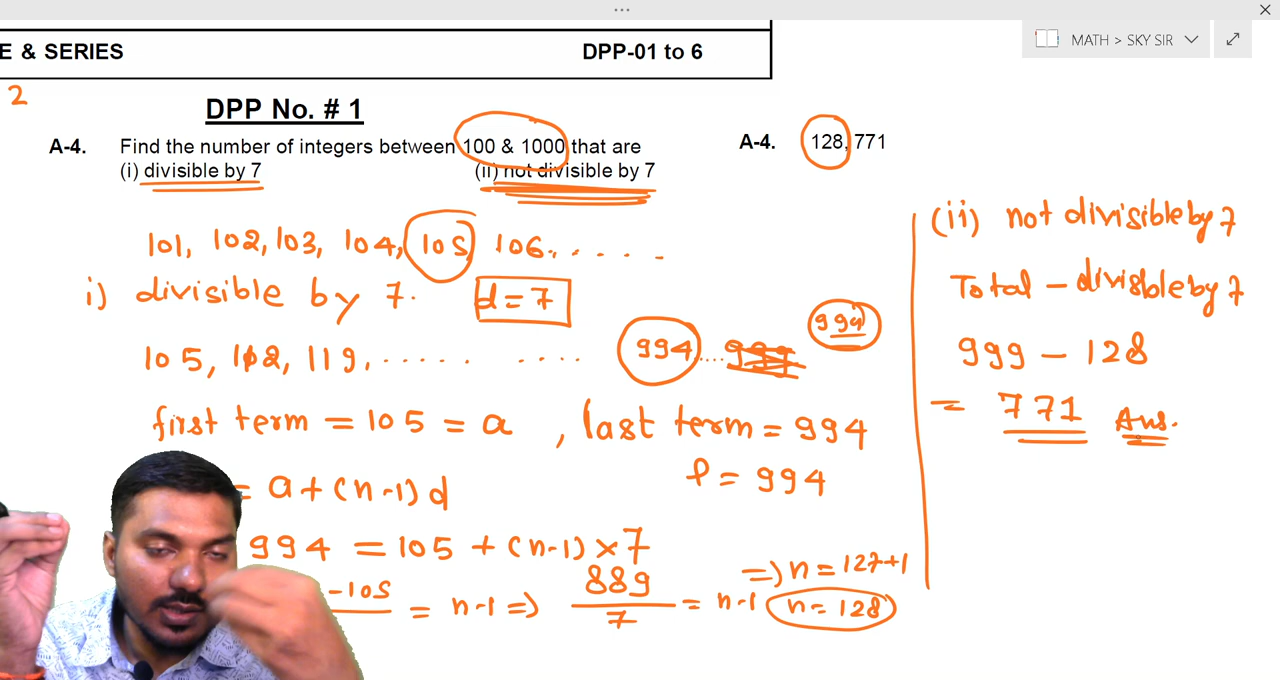 MATH > SKY SIR
E & SERIES DPP-01 to 6
2
DPP No. # 1
A-4. Find the number of integers between 100 & 1000 that are
(i) divisible by 7 (ii) not divisible by 7
A-4. 128, 771
101, 102, 103, 104, 105, 106.....
i) divisible by 7. d = 7
994
105, 112, 119, ...... .... 994 .... 999
first term = 105 = a , last term = 994
l = 994
= a + (n-1) d
994 = 105 + (n-1) × 7
-105 = n-1 => 889/7 = n-1
=> n = 127+1
n = 128
(ii) not divisible by 7
Total - divisible by 7
999 - 128
= 771 Ans.